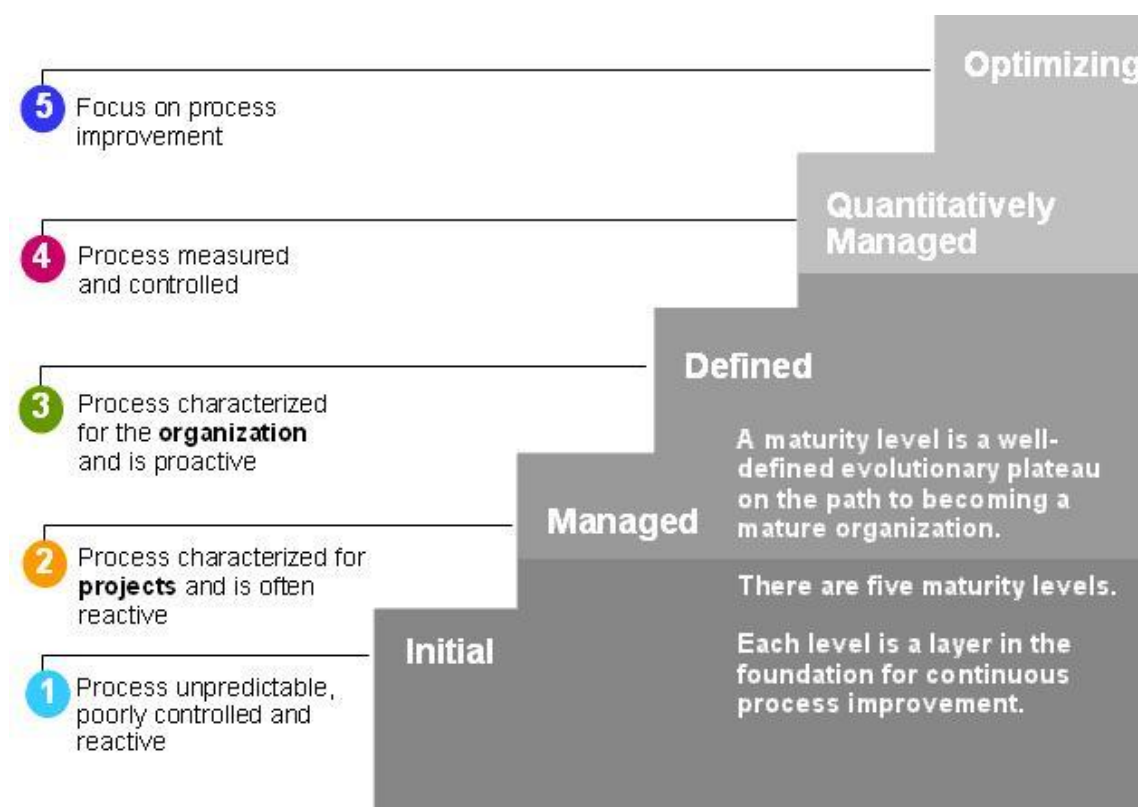 Optimizing
5
Focus on process
improvement
Quantitatively
Managed
4
Process measured
and controlled
Defined
3
Process characterized
for the organization
and is proactive
A maturity level is a well-
defined evolutionary plateau
on the path to becoming a
mature organization.
Managed
2
Process characterized for
projects and is often
reactive
There are five maturity levels.
Each level is a layer in the
foundation for continuous
process improvement.
Initial
1
Process unpredictable,
poorly controlled and
reactive